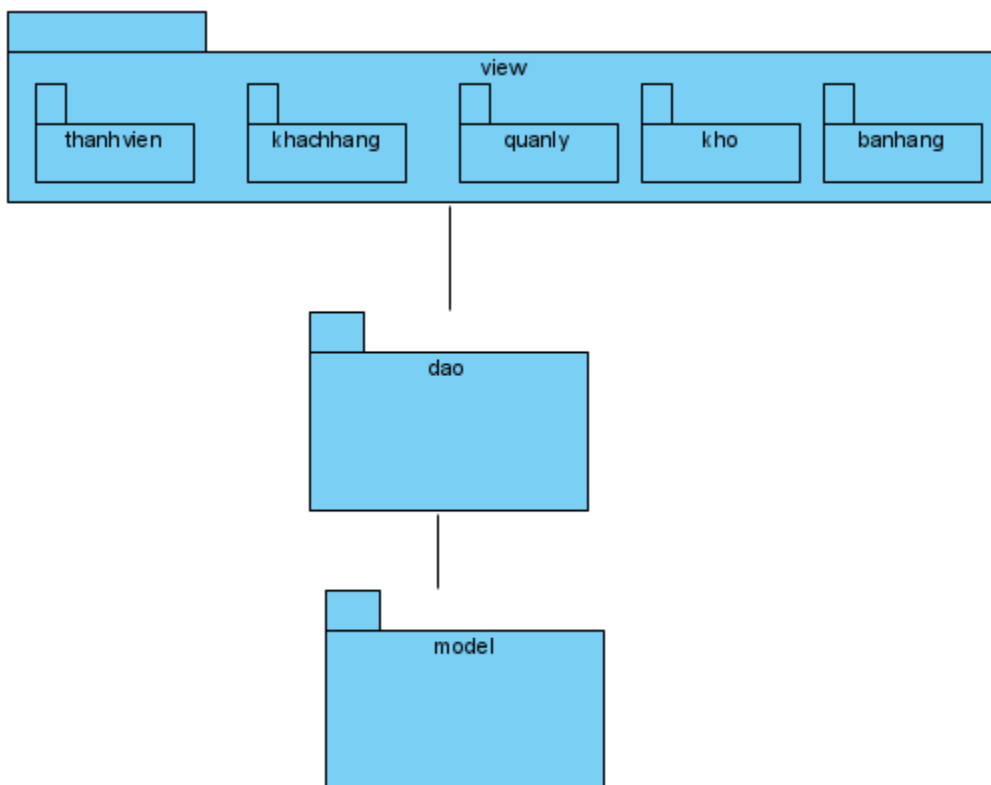 view
thanhvien
khachhang
quanly
kho
banhang
dao
model